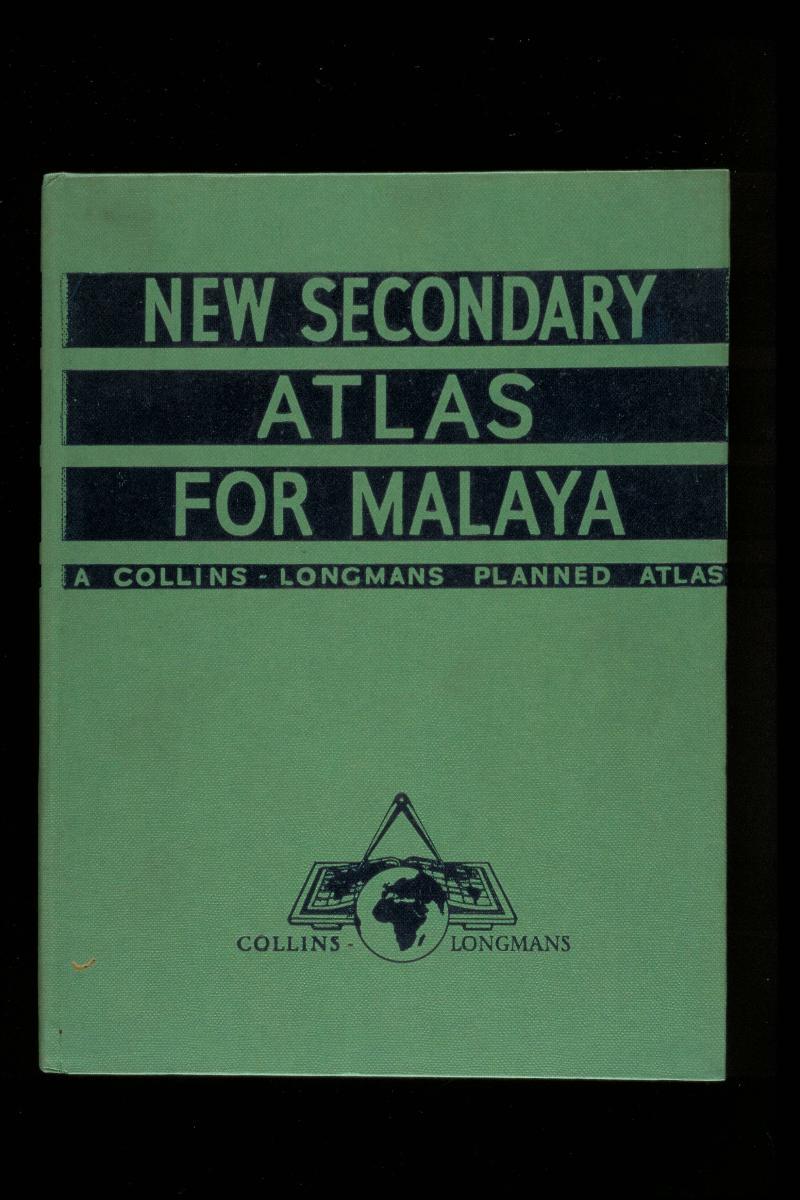 NEW SECONDARY
ATLAS
FOR MALAYA
A COLLINS - LONGMANS PLANNED ATLAS
COLLINS - LONGMANS